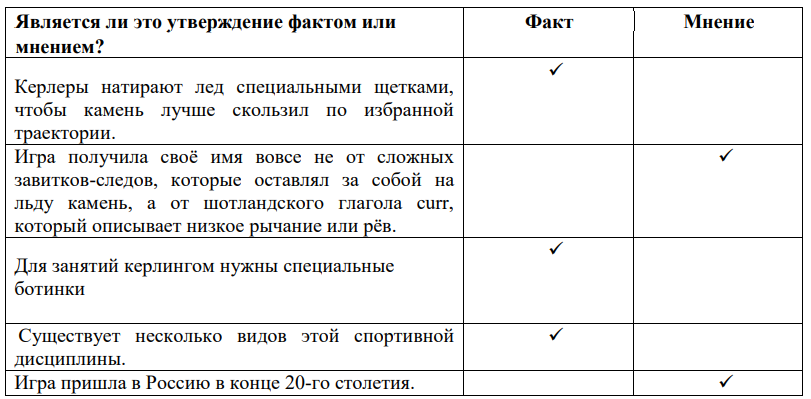 Является ли это утверждение фактом или
мнением?
Факт
Мнение
Керлеры натирают лед специальными щетками,
чтобы камень лучше скользил по избранной
траектории.
✓
Игра получила своё имя вовсе не от сложных
завитков-следов, которые оставлял за собой на
льду камень, а от шотландского глагола curr,
который описывает низкое рычание или рёв.
✓
Для занятий керлингом нужны специальные
ботинки
✓
Существует несколько видов этой спортивной
дисциплины.
✓
Игра пришла в Россию в конце 20-го столетия.
✓